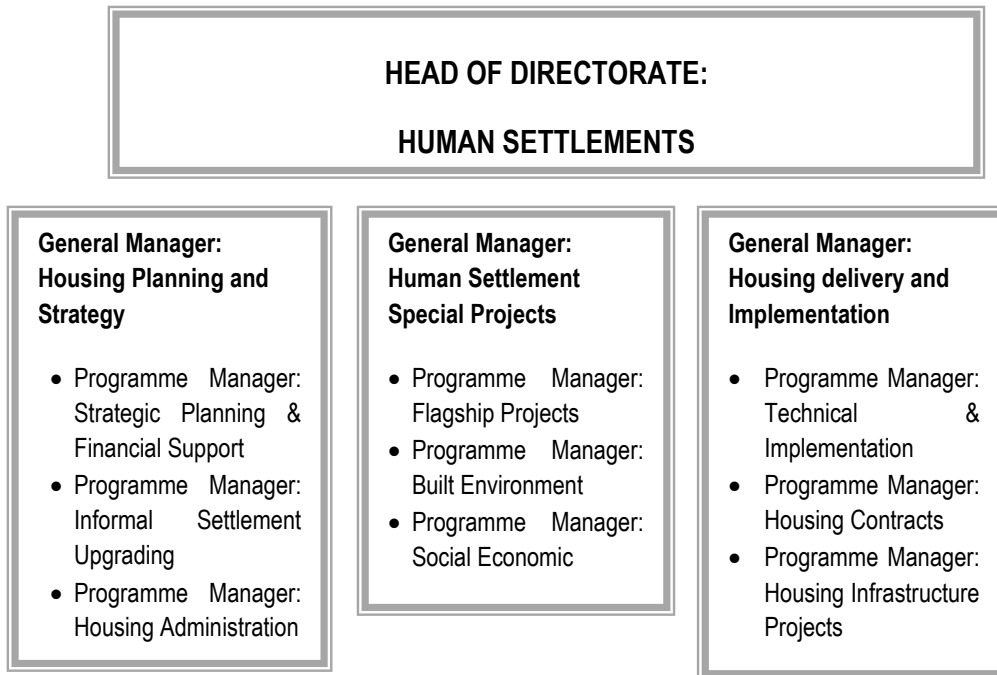 HEAD OF DIRECTORATE:
HUMAN SETTLEMENTS
General Manager:
Housing Planning and
Strategy
• Programme Manager:
Strategic Planning &
Financial Support
• Programme Manager:
Informal Settlement
Upgrading
• Programme Manager:
Housing Administration
General Manager:
Human Settlement
Special Projects
• Programme Manager:
Flagship Projects
• Programme Manager:
Built Environment
• Programme Manager:
Social Economic
General Manager:
Housing delivery and
Implementation
• Programme Manager:
Technical &
Implementation
• Programme Manager:
Housing Contracts
• Programme Manager:
Housing Infrastructure
Projects